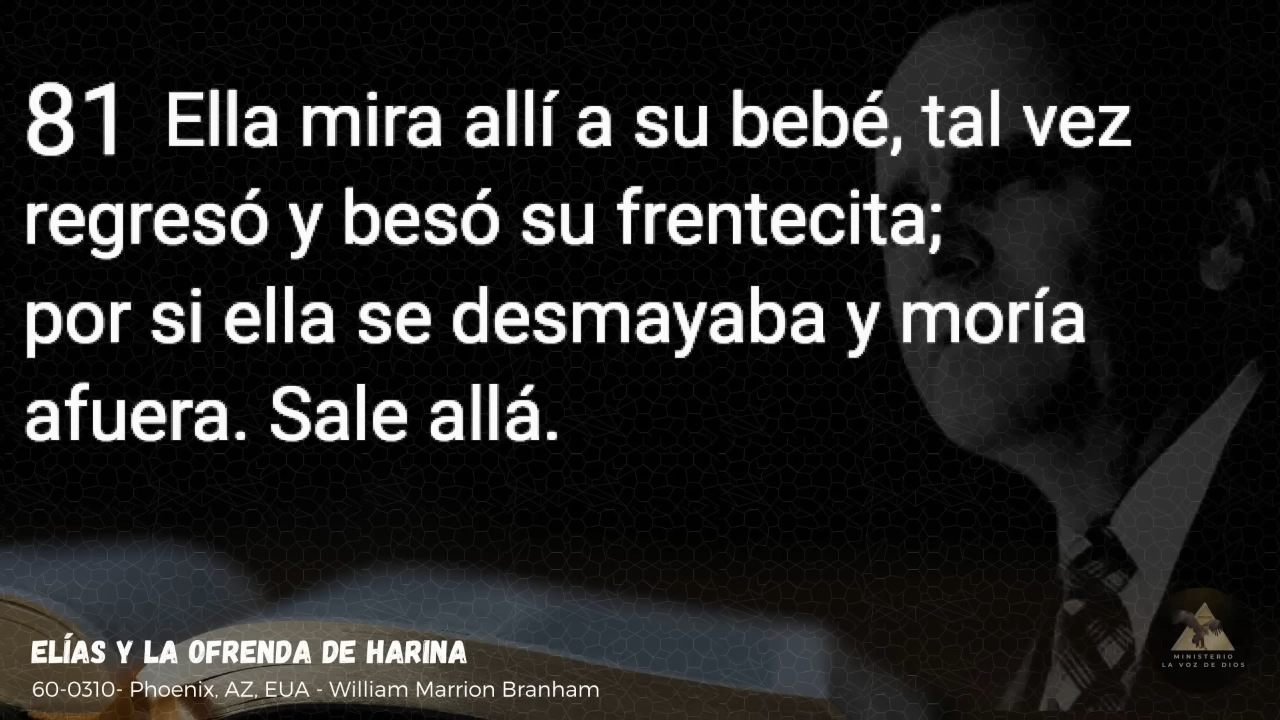 81 Ella mira allí a su bebé, tal vez
regresó y besó su frentecita;
por si ella se desmayaba y moría
afuera. Sale allá.
ELÍAS Y LA OFRENDA DE HARINA
60-0310- Phoenix, AZ, EUA - William Marrion Branham
MINISTERIO
LA VOZ DE DIOS